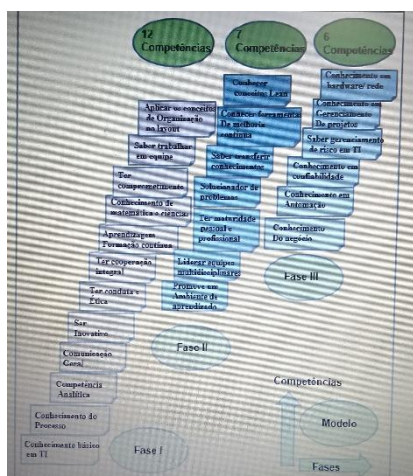 12
Competências
7
Competências
6
Competências
Aplicar os conceitos
de Organização
no layout
Saber trabalhar
em equipe
Ter
comprometimento
Conhecimento de
matemática e ciência
Aprendizagem
Formação contínua
Ter cooperação
integral
Ter conduta e
Ética
Ser
Inovativo
Comunicação
Geral
Competência
Analítica
Conhecimento do
Processo
Conhecimento básico
em TI
Fase I
Conhecer
conceitos Lean
Conhecer ferramenta
De melhoria
contínua
Saber transferir
conhecimentos
Solucionador de
problemas
Ter maturidade
pessoal e
profissional
Liderar equipes
multidisciplinares
Promove um
Ambiente de
aprendizado
Fase II
Conhecimento em
hardware/ rede
Conhecimento em
Gerenciamento
De projetos
Saber gerenciamento
de risco em TI
Conhecimento em
confiabilidade
Conhecimento em
Automação
Conhecimento
Do negócio
Fase III
Competências
Modelo
Fases